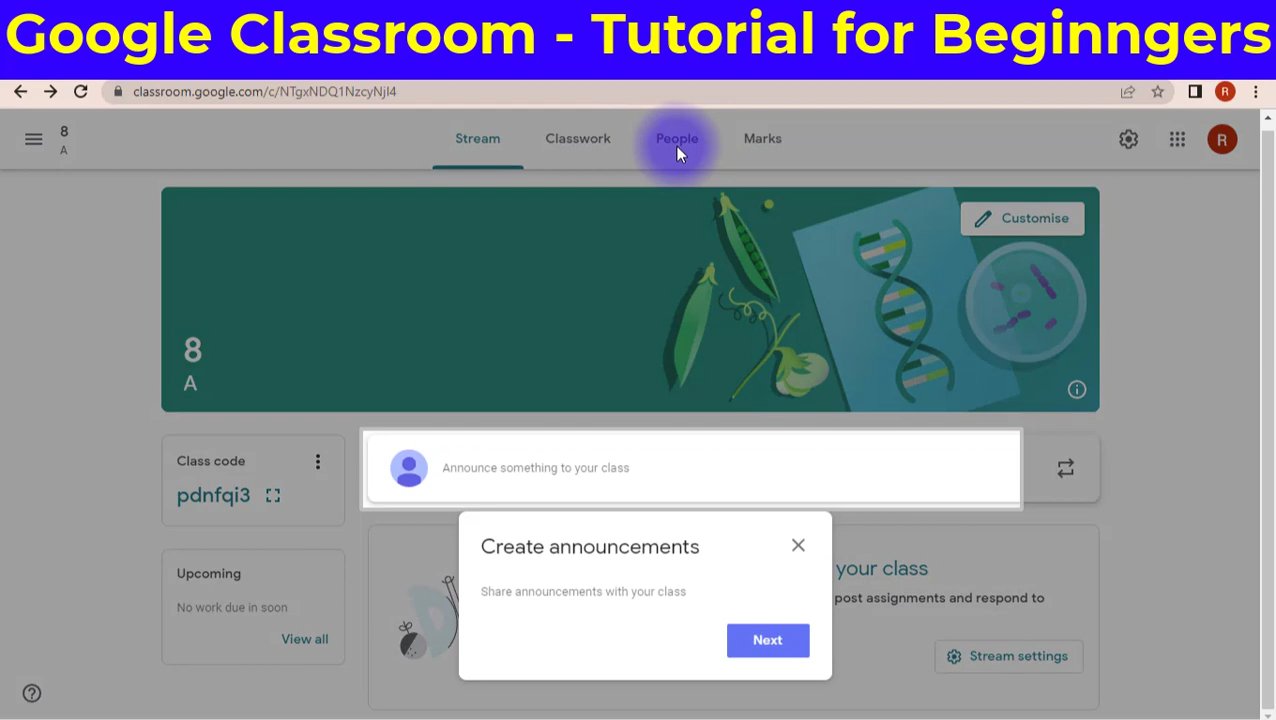 Google Classroom - Tutorial for Beginngers
classroom.google.com/c/NTgxNDQ1NzcyNjI4
R
8
A
Stream
Classwork
People
Marks
R
Customise
8
A
Class code
pdnfqi3
Announce something to your class
Create announcements
Share announcements with your class
Next
Upcoming
No work due in soon
View all
your class
post assignments and respond to
Stream settings